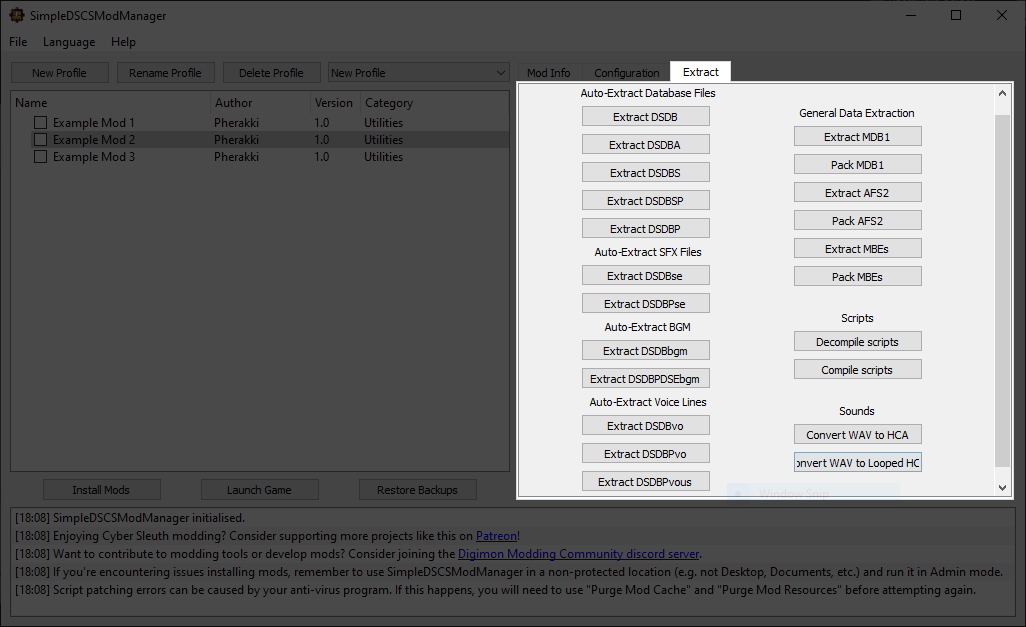 SimpleDSCSModManager
File Language Help
New Profile Rename Profile Delete Profile New Profile
Mod Info Configuration Extract
Name Author Version Category
Example Mod 1 Pherakki 1.0 Utilities
Example Mod 2 Pherakki 1.0 Utilities
Example Mod 3 Pherakki 1.0 Utilities
Install Mods Launch Game Restore Backups
Auto-Extract Database Files
Extract DSDB
Extract DSDBA
Extract DSDBS
Extract DSDBSP
Extract DSDBP
Auto-Extract SFX Files
Extract DSDBse
Extract DSDBPse
Auto-Extract BGM
Extract DSDBbgm
Extract DSDBPDSEbgm
Auto-Extract Voice Lines
Extract DSDBvo
Extract DSDBPvo
Extract DSDBPvous
General Data Extraction
Extract MDB1
Pack MDB1
Extract AFS2
Pack AFS2
Extract MBEs
Pack MBEs
Scripts
Decompile scripts
Compile scripts
Sounds
Convert WAV to HCA
onvert WAV to Looped HC
Window Snip
[18:08] SimpleDSCSModManager initialised.
[18:08] Enjoying Cyber Sleuth modding? Consider supporting more projects like this on Patreon!
[18:08] Want to contribute to modding tools or develop mods? Consider joining the Digimon Modding Community discord server.
[18:08] If you're encountering issues installing mods, remember to use SimpleDSCSModManager in a non-protected location (e.g. not Desktop, Documents, etc.) and run it in Admin mode.
[18:08] Script patching errors can be caused by your anti-virus program. If this happens, you will need to use "Purge Mod Cache" and "Purge Mod Resources" before attempting again.